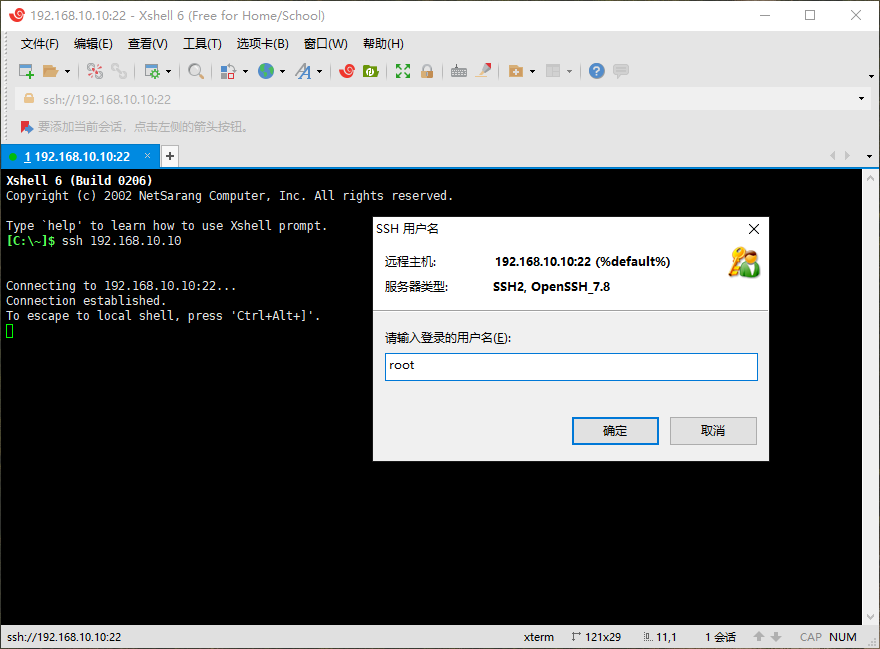 192.168.10.10:22 - Xshell 6 (Free for Home/School)
文件(F) 编辑(E) 查看(V) 工具(T) 选项卡(B) 窗口(W) 帮助(H)
ssh://192.168.10.10:22
要添加当前会话，点击左侧的箭头按钮。
1 192.168.10.10:22 × +
Xshell 6 (Build 0206)
Copyright (c) 2002 NetSarang Computer, Inc. All rights reserved.
Type `help' to learn how to use Xshell prompt.
[C:\~]$ ssh 192.168.10.10
Connecting to 192.168.10.10:22...
Connection established.
To escape to local shell, press 'Ctrl+Alt+]'.
SSH 用户名
远程主机: 192.168.10.10:22 (%default%)
服务器类型: SSH2, OpenSSH_7.8
请输入登录的用户名(E):
root
确定 取消
ssh://192.168.10.10:22 xterm 121x29 11,1 1 会话 CAP NUM